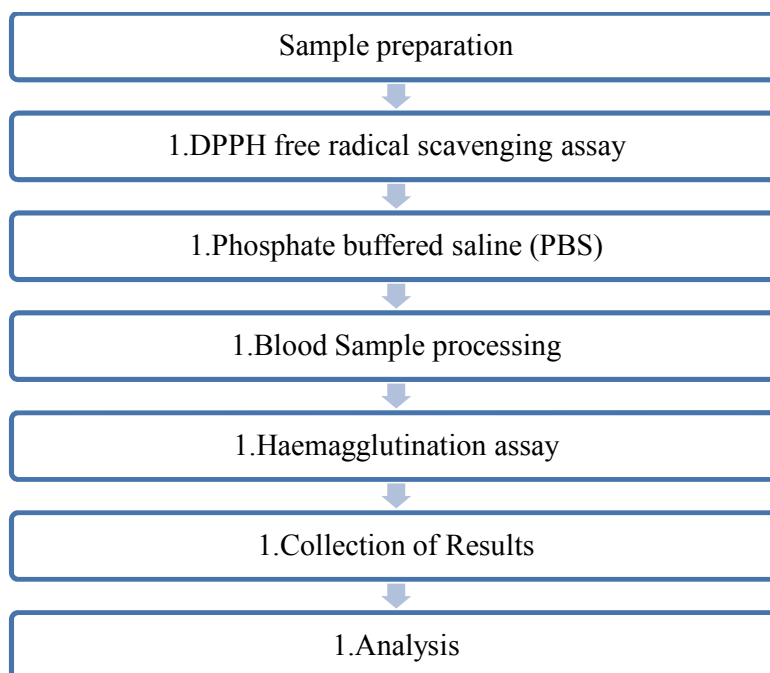 Sample preparation
1.DPPH free radical scavenging assay
1.Phosphate buffered saline (PBS)
1.Blood Sample processing
1.Haemagglutination assay
1.Collection of Results
1.Analysis